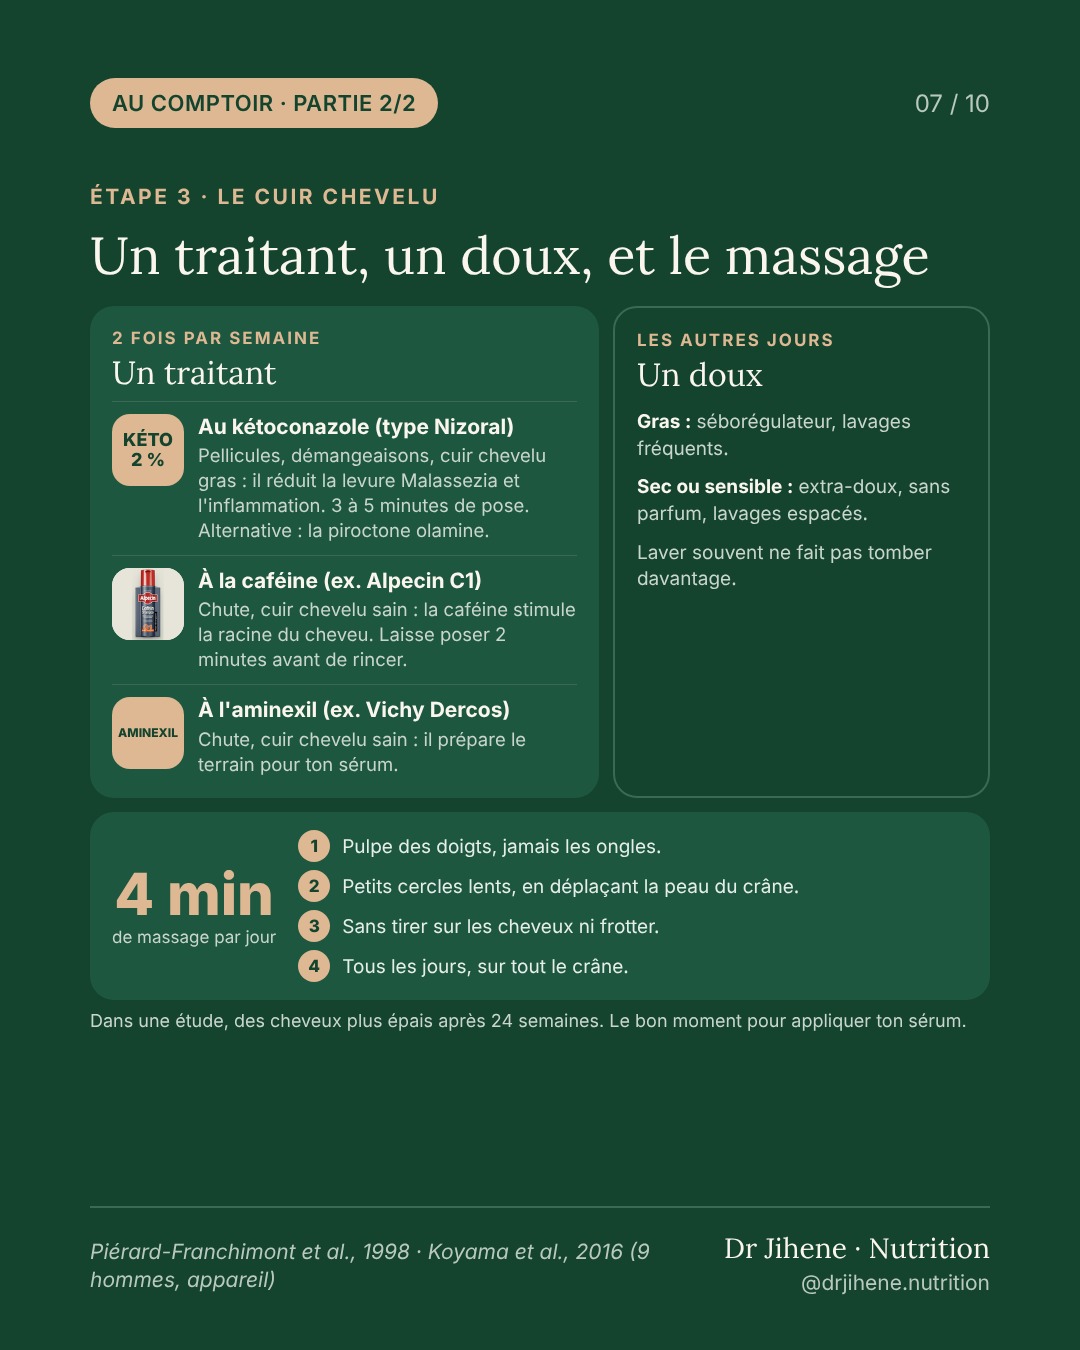 AU COMPTOIR · PARTIE 2/2
07 / 10
ÉTAPE 3 · LE CUIR CHEVELU
Un traitant, un doux, et le massage
2 FOIS PAR SEMAINE
Un traitant
KÉTO
2 %
Au kétoconazole (type Nizoral)
Pellicules, démangeaisons, cuir chevelu
gras : il réduit la levure Malassezia et
l'inflammation. 3 à 5 minutes de pose.
Alternative : la piroctone olamine.
À la caféine (ex. Alpecin C1)
Chute, cuir chevelu sain : la caféine stimule
la racine du cheveu. Laisse poser 2
minutes avant de rincer.
AMINEXIL
À l'aminexil (ex. Vichy Dercos)
Chute, cuir chevelu sain : il prépare le
terrain pour ton sérum.
LES AUTRES JOURS
Un doux
Gras : séborégulateur, lavages
fréquents.
Sec ou sensible : extra-doux, sans
parfum, lavages espacés.
Laver souvent ne fait pas tomber
davantage.
4 min
de massage par jour
1 Pulpe des doigts, jamais les ongles.
2 Petits cercles lents, en déplaçant la peau du crâne.
3 Sans tirer sur les cheveux ni frotter.
4 Tous les jours, sur tout le crâne.
Dans une étude, des cheveux plus épais après 24 semaines. Le bon moment pour appliquer ton sérum.
Piérard-Franchimont et al., 1998 · Koyama et al., 2016 (9
hommes, appareil)
Dr Jihene · Nutrition
@drjihene.nutrition